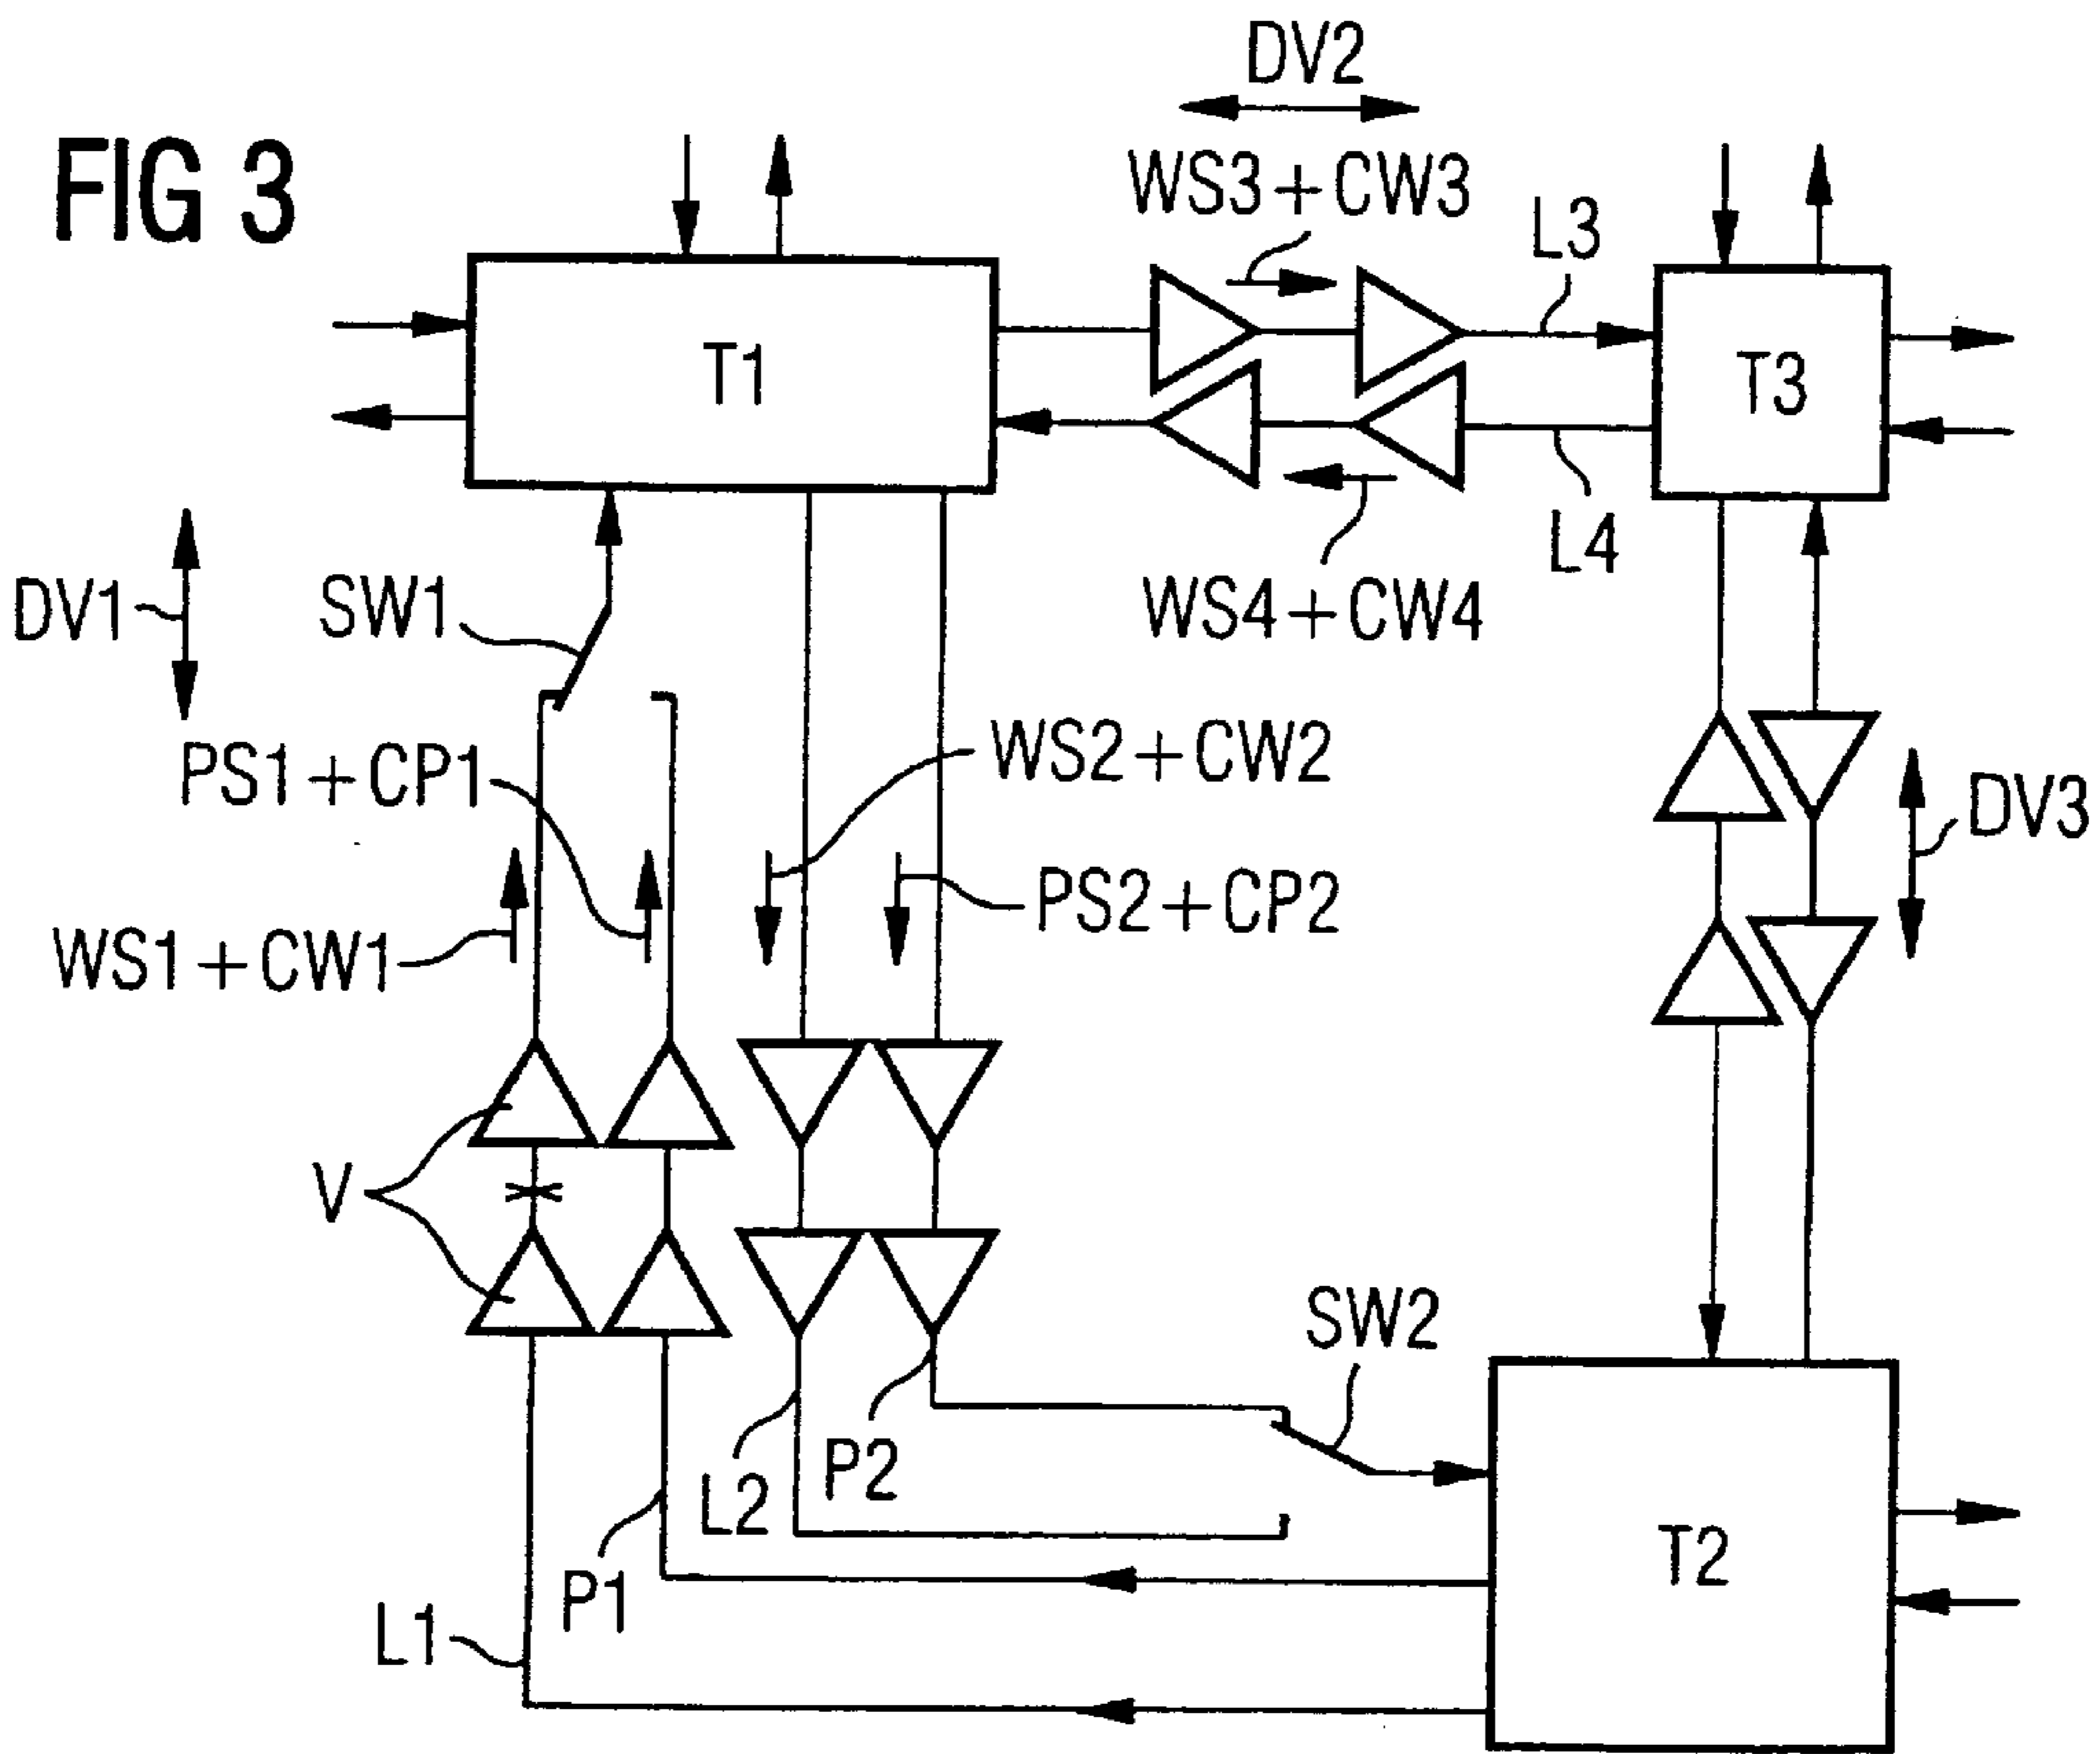 FIG 3
DV2
WS3+CW3
L3
T1
T3
L4
WS4+CW4
DV1
SW1
PS1+CP1
WS2+CW2
DV3
PS2+CP2
WS1+CW1
V
SW2
L2
P2
P1
T2
L1